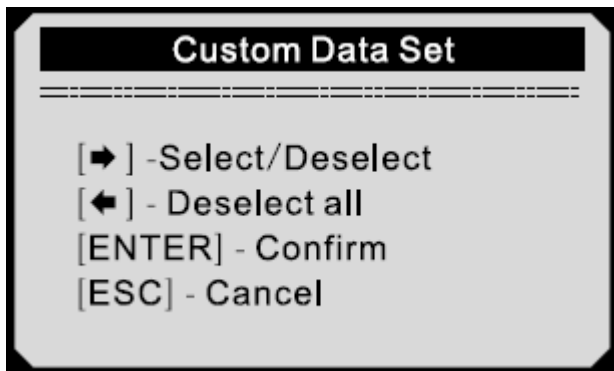 Custom Data Set
[➡] -Select/Deselect
[⬅] - Deselect all
[ENTER] - Confirm
[ESC] - Cancel